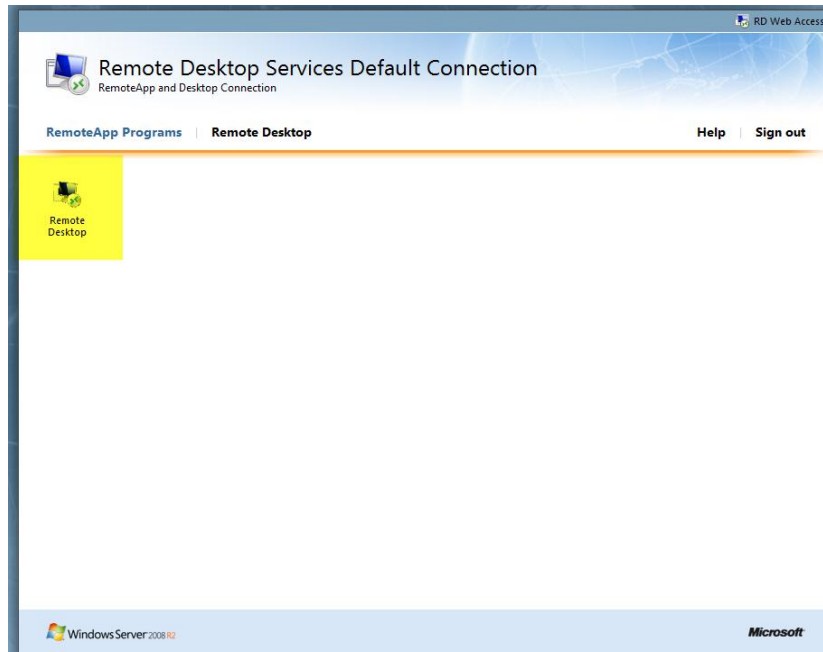 RD Web Access
Remote Desktop Services Default Connection
RemoteApp and Desktop Connection
RemoteApp Programs | Remote Desktop
Help | Sign out
Remote
Desktop
Windows Server 2008 R2
Microsoft